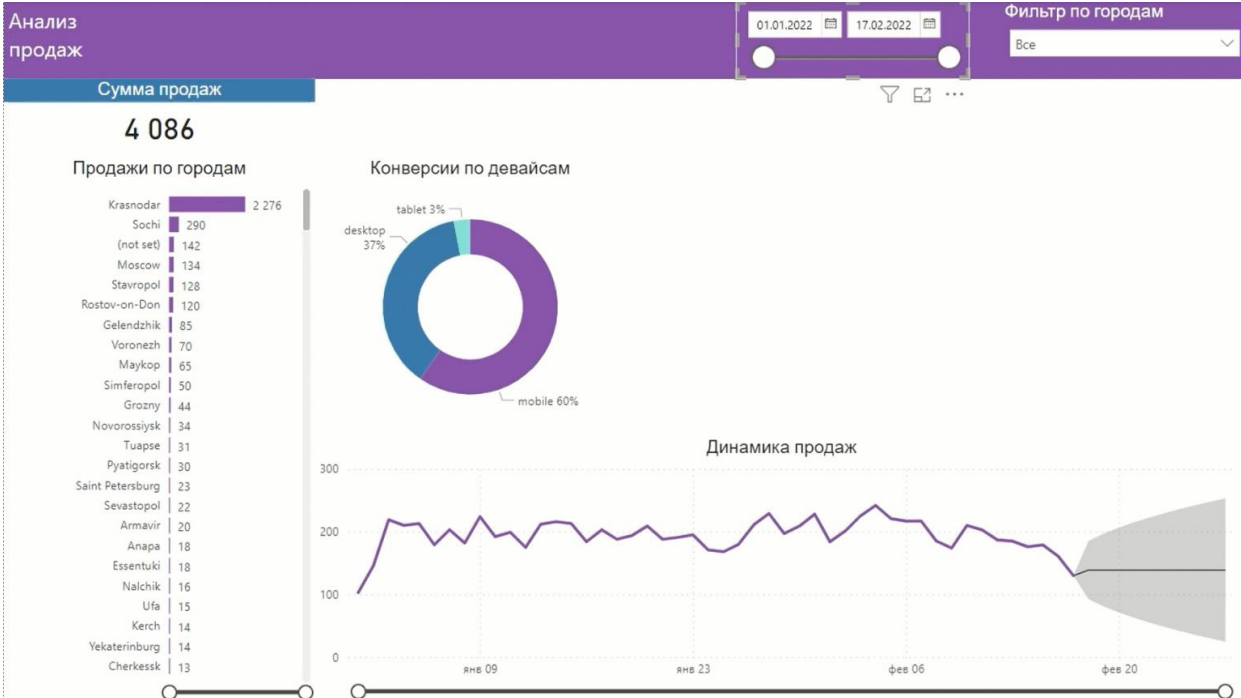 Анализ
продаж
01.01.2022
17.02.2022
Фильтр по городам
Все
Сумма продаж
4 086
Продажи по городам
Krasnodar 2 276
Sochi 290
(not set) 142
Moscow 134
Stavropol 128
Rostov-on-Don 120
Gelendzhik 85
Voronezh 70
Maykop 65
Simferopol 50
Grozny 44
Novorossiysk 34
Tuapse 31
Pyatigorsk 30
Saint Petersburg 23
Sevastopol 22
Armavir 20
Anapa 18
Essentuki 18
Nalchik 16
Ufa 15
Kerch 14
Yekaterinburg 14
Cherkessk 13
Конверсии по девайсам
tablet 3%
desktop
37%
mobile 60%
Динамика продаж
300
200
100
0
янв 09
янв 23
фев 06
фев 20